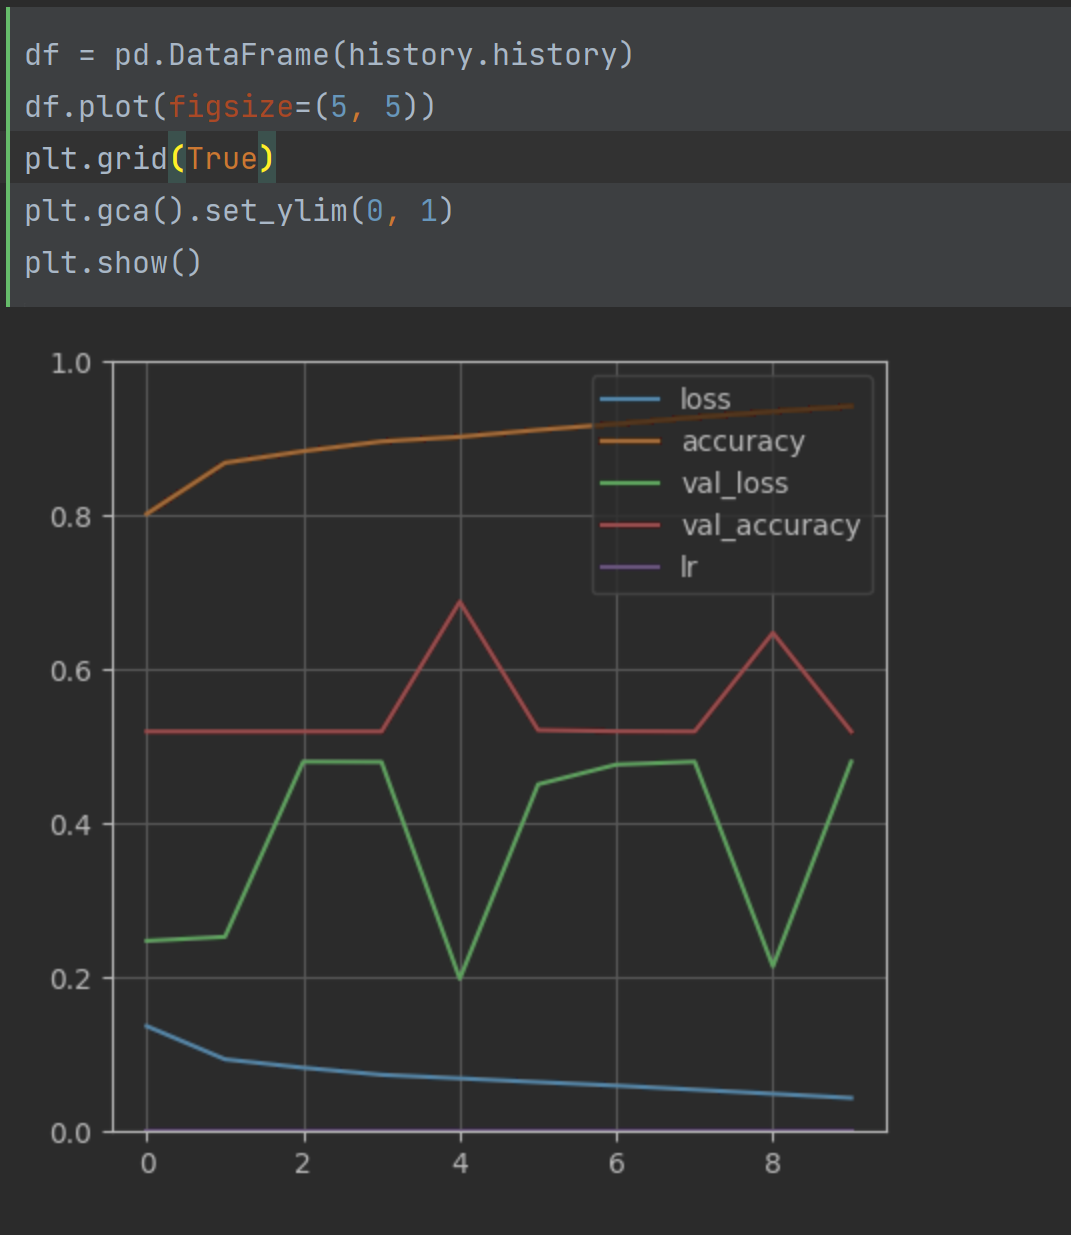 df = pd.DataFrame(history.history)
df.plot(figsize=(5, 5))
plt.grid(True)
plt.gca().set_ylim(0, 1)
plt.show()
1.0
0.8
0.6
0.4
0.2
0.0
loss
accuracy
val_loss
val_accuracy
lr
0 2 4 6 8